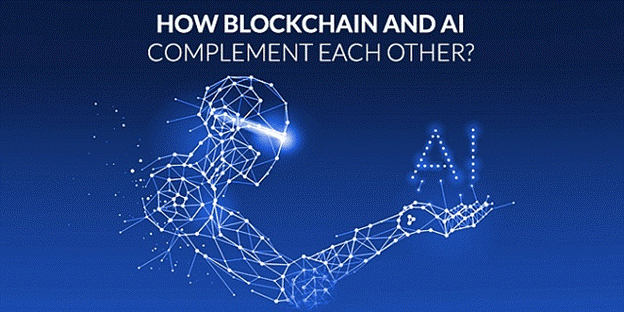 HOW BLOCKCHAIN AND AI
COMPLEMENT EACH OTHER?
AI